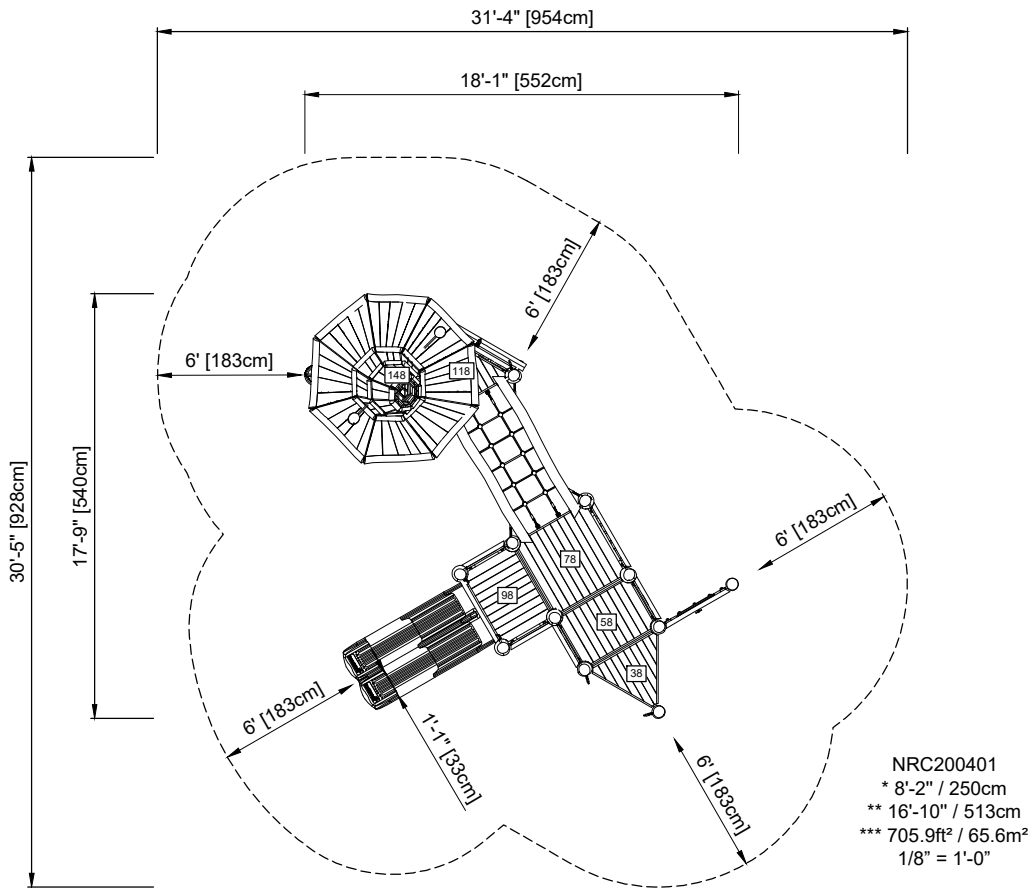 31'-4" [954cm]
18'-1" [552cm]
6' [183cm]
6' [183cm]
148
118
30'-5" [928cm]
17'-9" [540cm]
6' [183cm]
78
98
58
38
6' [183cm]
1'-1" [33cm]
6' [183cm]
NRC200401
* 8'-2" / 250cm
** 16'-10" / 513cm
*** 705.9ft² / 65.6m²
1/8” = 1'-0”